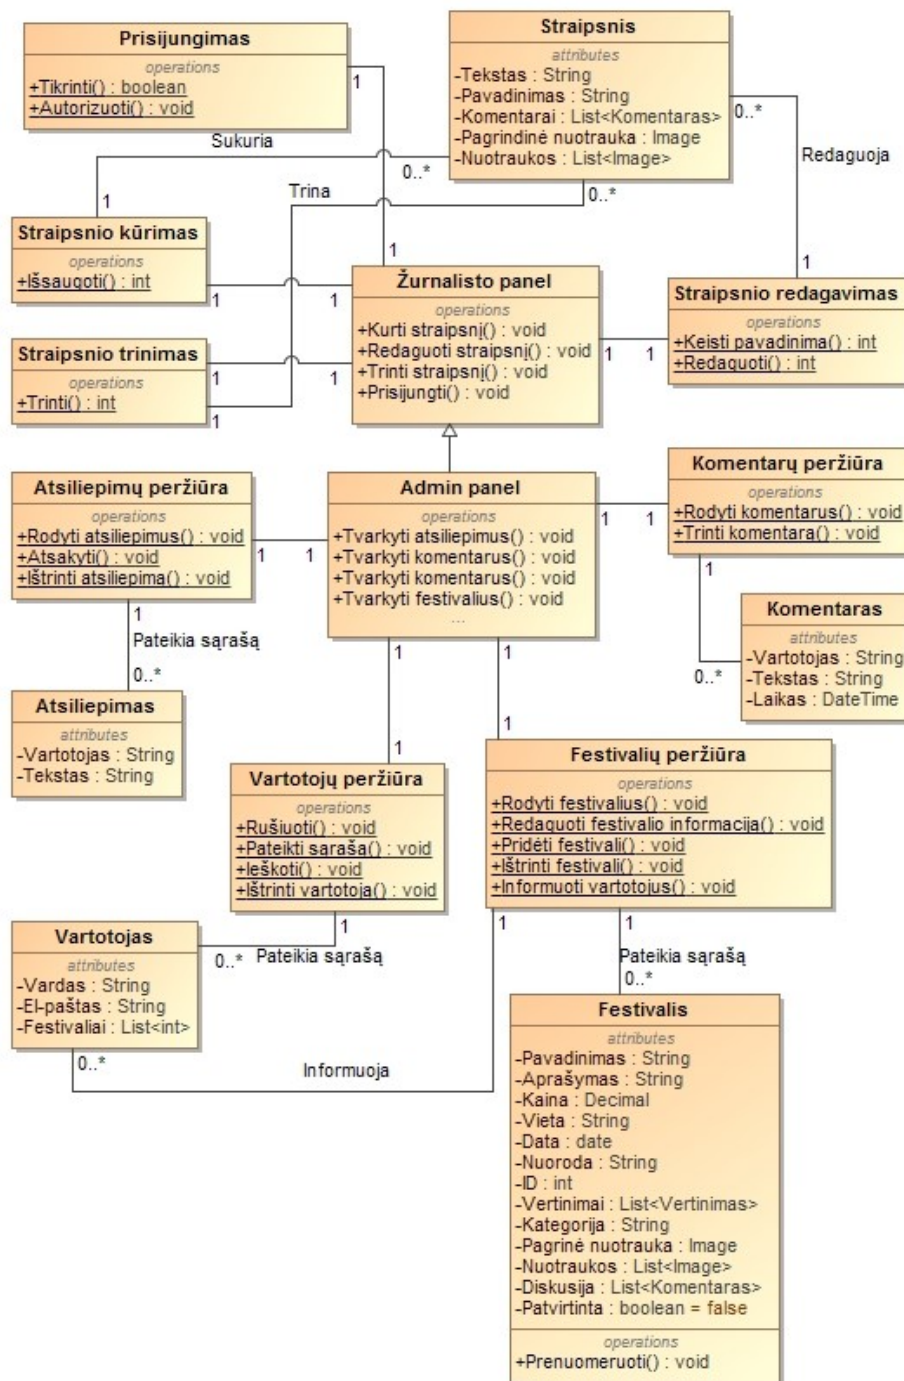 Prisijungimas
operations
+Tikrinti() : boolean
+Autorizuoti() : void
1
Straipsnis
attributes
-Tekstas : String
-Pavadinimas : String
-Komentarai : List<Komentaras>
-Pagrindinė nuotrauka : Image
-Nuotraukos : List<Image>
0..*
Redaguoja
1
Sukuria
0..*
1
Trina
0..*
1
Straipsnio kūrimas
operations
+Išsaugoti() : int
1
1
Žurnalisto panel
operations
+Kurti straipsnį() : void
+Redaguoti straipsnį() : void
+Trinti straipsnį() : void
+Prisijungti() : void
1
1
Straipsnio redagavimas
operations
+Keisti pavadinima() : int
+Redaguoti() : int
Straipsnio trinimas
operations
+Trinti() : int
1
1
1
Atsiliepimų peržiūra
operations
+Rodyti atsiliepimus() : void
+Atsakyti() : void
+Ištrinti atsiliepima() : void
1
1
Admin panel
operations
+Tvarkyti atsiliepimus() : void
+Tvarkyti komentarus() : void
+Tvarkyti komentarus() : void
+Tvarkyti festivalius() : void
...
1
1
Komentarų peržiūra
operations
+Rodyti komentarus() : void
+Trinti komentara() : void
1
0..*
Komentaras
attributes
-Vartotojas : String
-Tekstas : String
-Laikas : DateTime
1
Pateikia sąrašą
0..*
Atsiliepimas
attributes
-Vartotojas : String
-Tekstas : String
1
1
1
1
Vartotojų peržiūra
operations
+Rušiuoti() : void
+Pateikti sarašą() : void
+Ieškoti() : void
+Ištrinti vartotoją() : void
Festivalių peržiūra
operations
+Rodyti festivalius() : void
+Redaguoti festivalio informaciją() : void
+Pridėti festivali() : void
+Ištrinti festivali() : void
+Informuoti vartotojus() : void
1
Pateikia sąrašą
0..*
Vartotojas
attributes
-Vardas : String
-El-paštas : String
-Festivaliai : List<int>
0..*
Informuoja
1
1
Pateikia sąrašą
0..*
Festivalis
attributes
-Pavadinimas : String
-Aprašymas : String
-Kaina : Decimal
-Vieta : String
-Data : date
-Nuoroda : String
-ID : int
-Vertinimai : List<Vertinimas>
-Kategorija : String
-Pagrinė nuotrauka : Image
-Nuotraukos : List<Image>
-Diskusija : List<Komentaras>
-Patvirtinta : boolean = false
operations
+Prenuomeruoti() : void